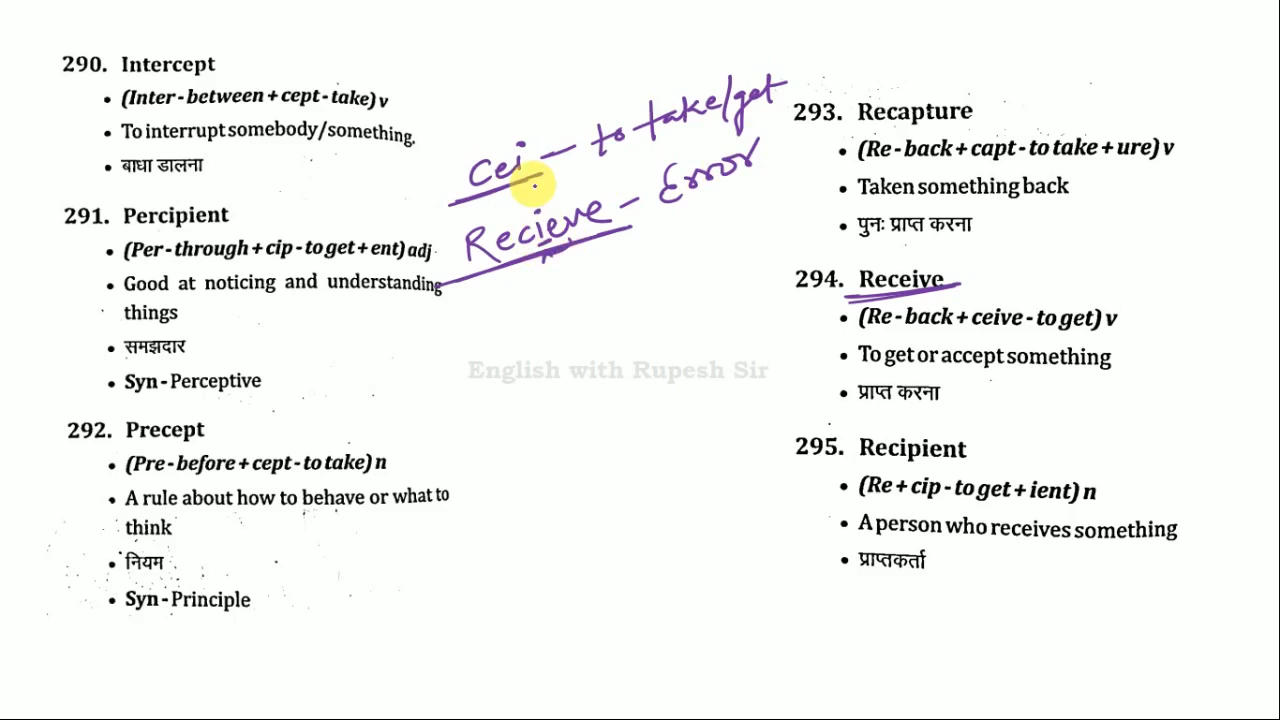 290. Intercept
• (Inter - between + cept - take) v
• To interrupt somebody/something.
• बाधा डालना
291. Percipient
• (Per - through + cip - to get + ent) adj
• Good at noticing and understanding
things
• समझदार
• Syn - Perceptive
292. Precept
• (Pre - before + cept - to take) n
• A rule about how to behave or what to
think
• नियम
• Syn - Principle
Cei – to take/get
Recieve – Error
English with Rupesh Sir
293. Recapture
• (Re - back + capt - to take + ure) v
• Taken something back
• पुनः प्राप्त करना
294. Receive
• (Re - back + ceive - to get) v
• To get or accept something
• प्राप्त करना
295. Recipient
• (Re + cip - to get + ient) n
• A person who receives something
• प्राप्तकर्ता